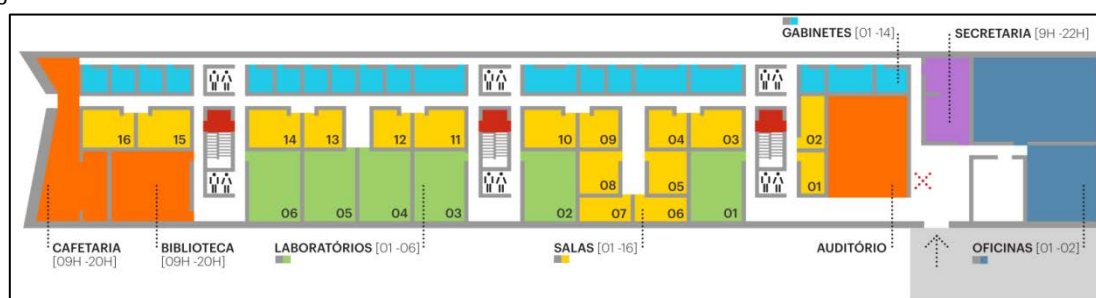 GABINETES [01 -14]
SECRETARIA [9H -22H]
16 15 14 13 12 11 10 09 04 03 02
08 05 01
06 05 04 03 02 07 06 01
CAFETARIA
[09H -20H]
BIBLIOTECA
[09H -20H]
LABORATÓRIOS [01 -06]
SALAS [01 -16]
AUDITÓRIO
OFICINAS [01 -02]